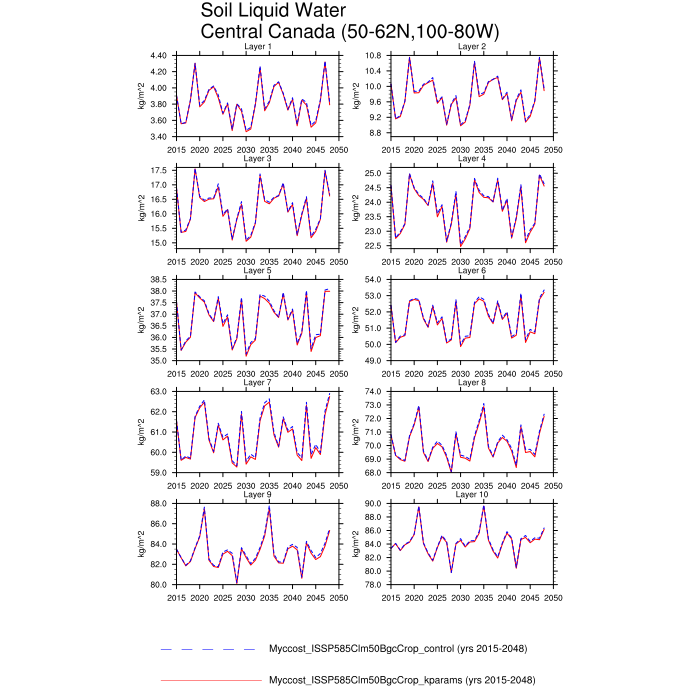 Soil Liquid Water
Central Canada (50-62N,100-80W)
Layer 1
kg/m^2
4.40
4.20
4.00
3.80
3.60
3.40
2015 2020 2025 2030 2035 2040 2045 2050
Layer 2
kg/m^2
10.8
10.4
10.0
9.6
9.2
8.8
2015 2020 2025 2030 2035 2040 2045 2050
Layer 3
kg/m^2
17.5
17.0
16.5
16.0
15.5
15.0
2015 2020 2025 2030 2035 2040 2045 2050
Layer 4
kg/m^2
25.0
24.5
24.0
23.5
23.0
22.5
2015 2020 2025 2030 2035 2040 2045 2050
Layer 5
kg/m^2
38.5
38.0
37.5
37.0
36.5
36.0
35.5
35.0
2015 2020 2025 2030 2035 2040 2045 2050
Layer 6
kg/m^2
54.0
53.0
52.0
51.0
50.0
49.0
2015 2020 2025 2030 2035 2040 2045 2050
Layer 7
kg/m^2
63.0
62.0
61.0
60.0
59.0
2015 2020 2025 2030 2035 2040 2045 2050
Layer 8
kg/m^2
74.0
73.0
72.0
71.0
70.0
69.0
68.0
2015 2020 2025 2030 2035 2040 2045 2050
Layer 9
kg/m^2
88.0
86.0
84.0
82.0
80.0
2015 2020 2025 2030 2035 2040 2045 2050
Layer 10
kg/m^2
90.0
88.0
86.0
84.0
82.0
80.0
78.0
2015 2020 2025 2030 2035 2040 2045 2050
Myccost_ISSP585Clm50BgcCrop_control (yrs 2015-2048)
Myccost_ISSP585Clm50BgcCrop_kparams (yrs 2015-2048)